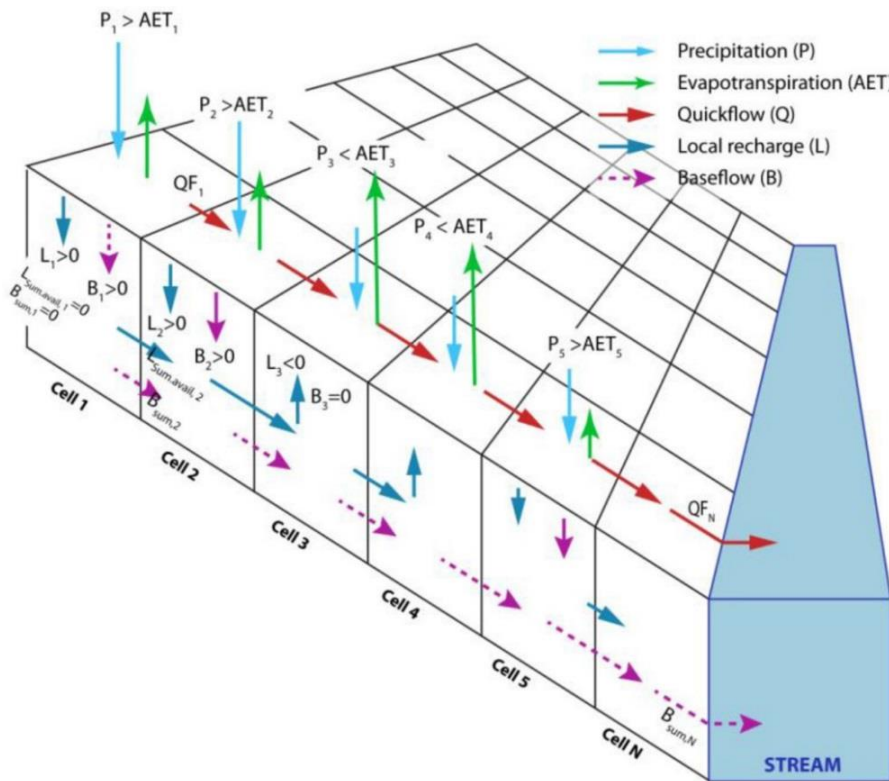 P1 > AET1
P2 >AET2
P3 < AET3
P4 < AET4
P5 >AET5
Precipitation (P)
Evapotranspiration (AET)
Quickflow (Q)
Local recharge (L)
Baseflow (B)
QF1
L1>0
B1>0
LSum.avail, 1=0
Bsum,1=0
L2>0
B2>0
LSum.avail, 2
Bsum,2
L3<0
B3=0
QFN
Bsum,N
Cell 1
Cell 2
Cell 3
Cell 4
Cell 5
Cell N
STREAM